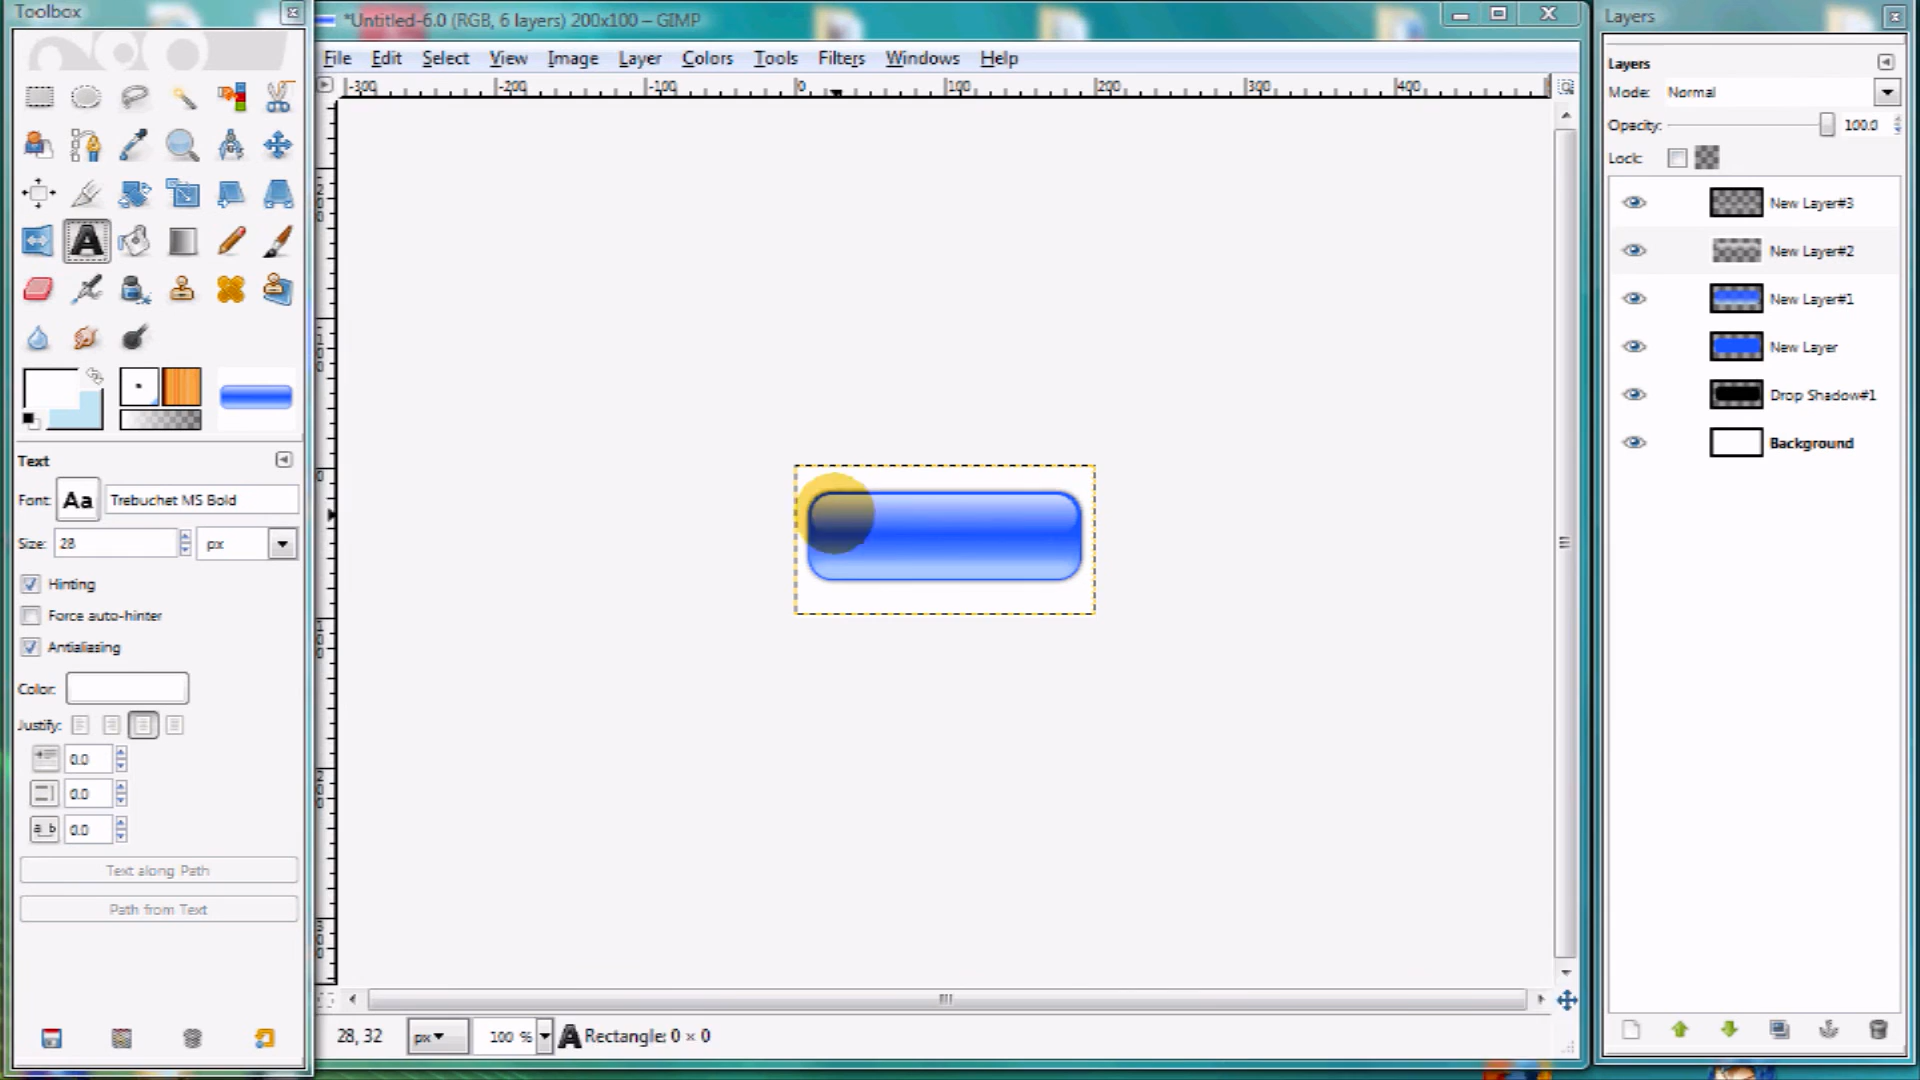 Toolbox
*Untitled-6.0 (RGB, 6 layers) 200x100 – GIMP
Layers
File Edit Select View Image Layer Colors Tools Filters Windows Help
Layers
Mode: Normal
Opacity: 100.0
Lock:
-300 -200 -100 0 100 200 300 400
New Layer#3
New Layer#2
New Layer#1
New Layer
Drop Shadow#1
Background
Text
Font: Aa Trebuchet MS Bold
Size: 28 px
Hinting
Force auto-hinter
Antialiasing
Color:
Justify:
0.0
0.0
a_b 0.0
Text along Path
Path from Text
28, 32 px 100 % A Rectangle: 0 × 0